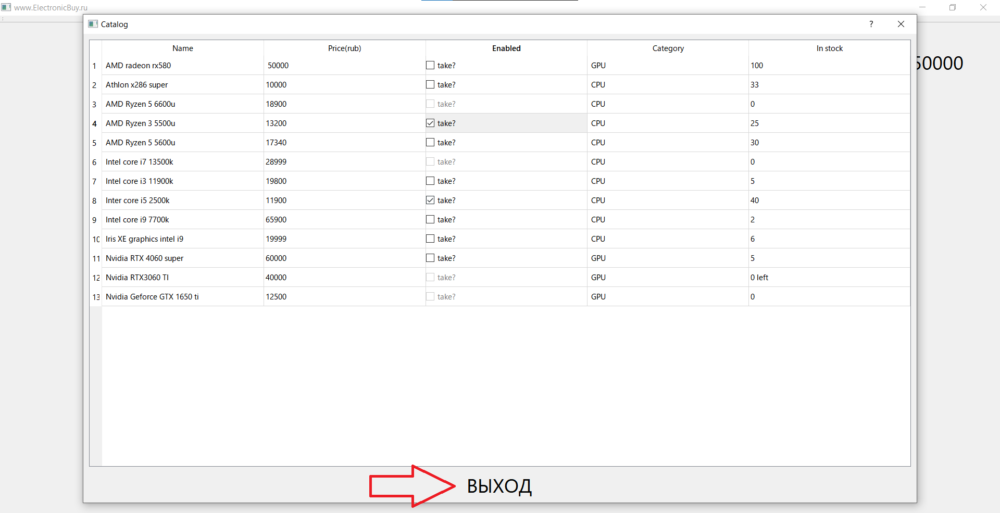 www.ElectronicBuy.ru
Catalog
?
Name Price(rub) Enabled Category In stock
1 AMD radeon rx580 50000 take? GPU 100
50000
2 Athlon x286 super 10000 take? CPU 33
3 AMD Ryzen 5 6600u 18900 take? CPU 0
4 AMD Ryzen 3 5500u 13200 take? CPU 25
5 AMD Ryzen 5 5600u 17340 take? CPU 30
6 Intel core i7 13500k 28999 take? CPU 0
7 Intel core i3 11900k 19800 take? CPU 5
8 Inter core i5 2500k 11900 take? CPU 40
9 Intel core i9 7700k 65900 take? CPU 2
10 Iris XE graphics intel i9 19999 take? CPU 6
11 Nvidia RTX 4060 super 60000 take? GPU 5
12 Nvidia RTX3060 TI 40000 take? GPU 0 left
13 Nvidia Geforce GTX 1650 ti 12500 take? GPU 0
ВЫХОД